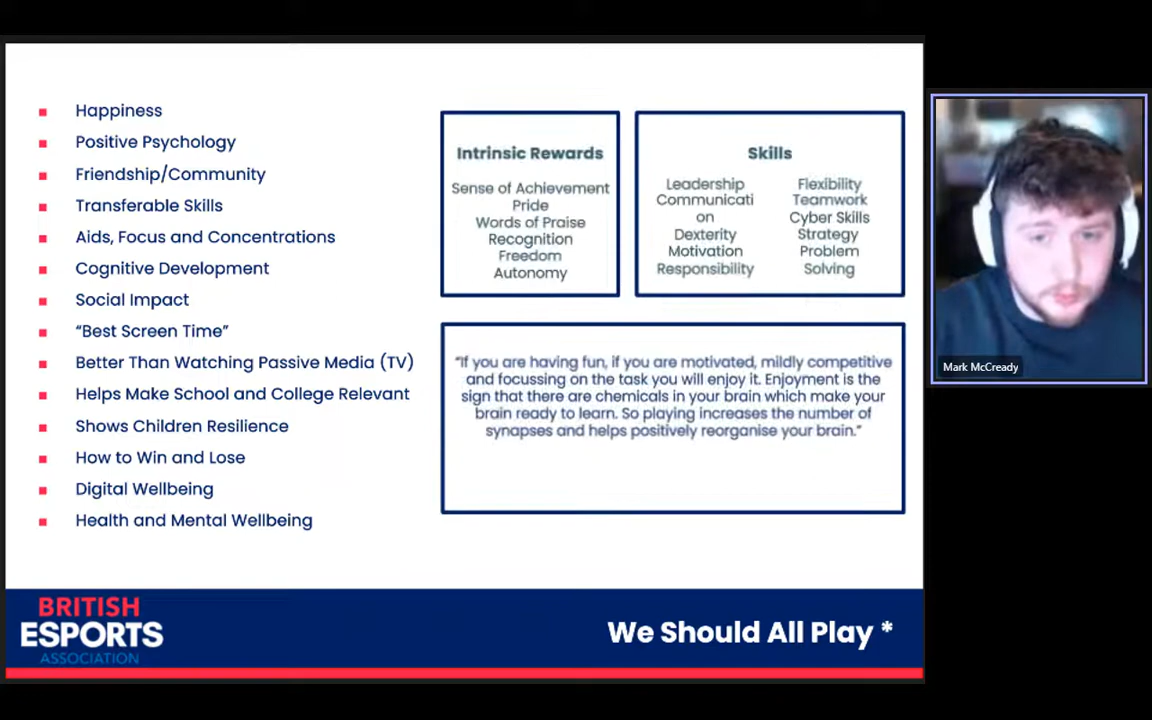 Happiness
Positive Psychology
Friendship/Community
Transferable Skills
Aids, Focus and Concentrations
Cognitive Development
Social Impact
“Best Screen Time”
Better Than Watching Passive Media (TV)
Helps Make School and College Relevant
Shows Children Resilience
How to Win and Lose
Digital Wellbeing
Health and Mental Wellbeing
Intrinsic Rewards
Sense of Achievement
Pride
Words of Praise
Recognition
Freedom
Autonomy
Skills
Leadership
Communicati
on
Dexterity
Motivation
Responsibility
Flexibility
Teamwork
Cyber Skills
Strategy
Problem
Solving
“If you are having fun, if you are motivated, mildly competitive
and focussing on the task you will enjoy it. Enjoyment is the
sign that there are chemicals in your brain which make your
brain ready to learn. So playing increases the number of
synapses and helps positively reorganise your brain.”
Mark McCready
BRITISH
ESPORTS
ASSOCIATION
We Should All Play *